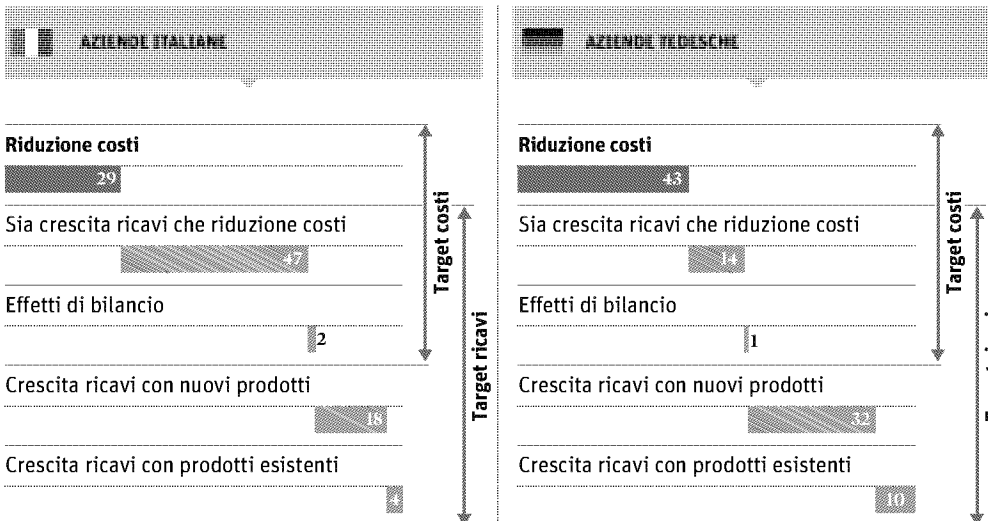 AZIENDE ITALIANE
Riduzione costi
29
Sia crescita ricavi che riduzione costi
47
Effetti di bilancio
2
Crescita ricavi con nuovi prodotti
18
Crescita ricavi con prodotti esistenti
4
Target costi
Target ricavi
AZIENDE TEDESCHE
Riduzione costi
43
Sia crescita ricavi che riduzione costi
14
Effetti di bilancio
1
Crescita ricavi con nuovi prodotti
32
Crescita ricavi con prodotti esistenti
10
Target costi